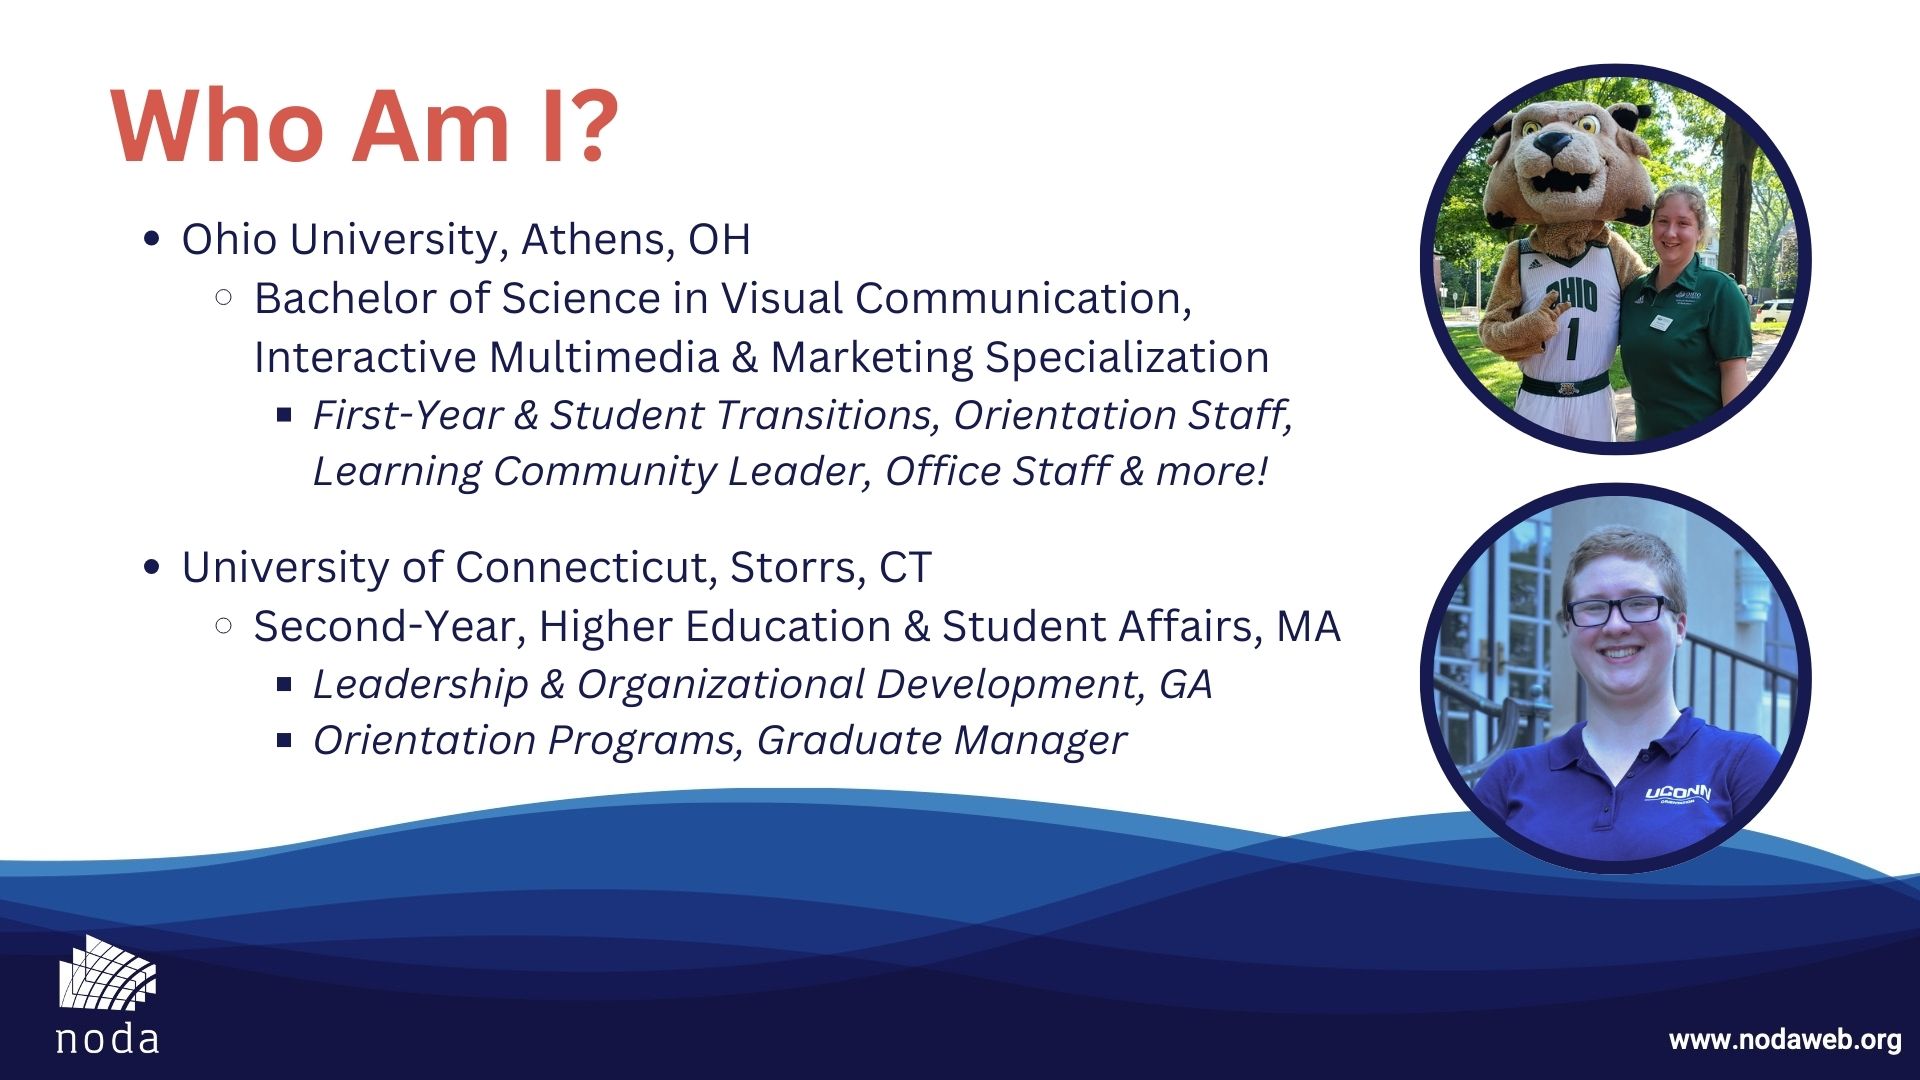 Who Am I?
• Ohio University, Athens, OH
○ Bachelor of Science in Visual Communication,
Interactive Multimedia & Marketing Specialization
▪ First-Year & Student Transitions, Orientation Staff,
Learning Community Leader, Office Staff & more!
• University of Connecticut, Storrs, CT
○ Second-Year, Higher Education & Student Affairs, MA
▪ Leadership & Organizational Development, GA
▪ Orientation Programs, Graduate Manager
OHIO
1
OHIO
UCONN
ORIENTATION
noda
www.nodaweb.org